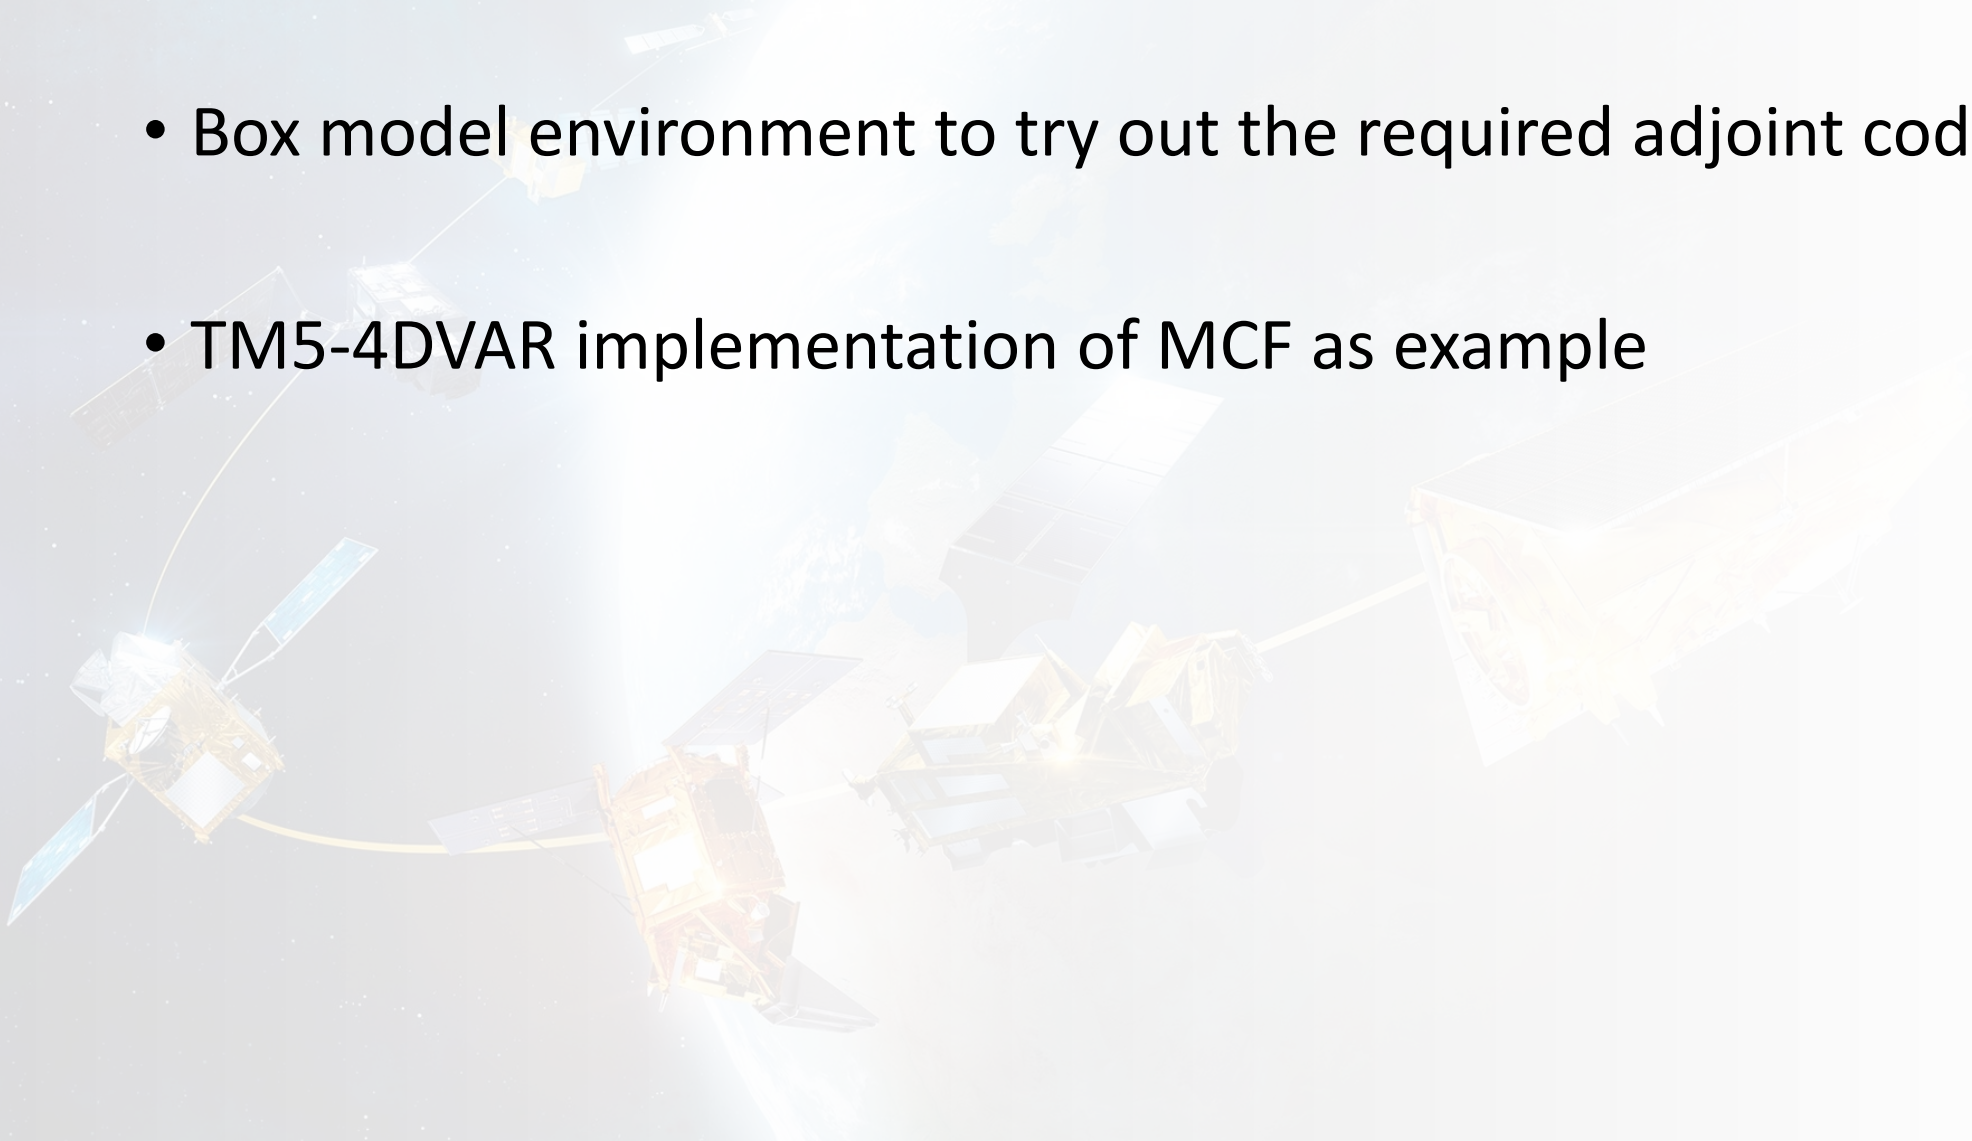 • Box model environment to try out the required adjoint cod
• TM5-4DVAR implementation of MCF as example